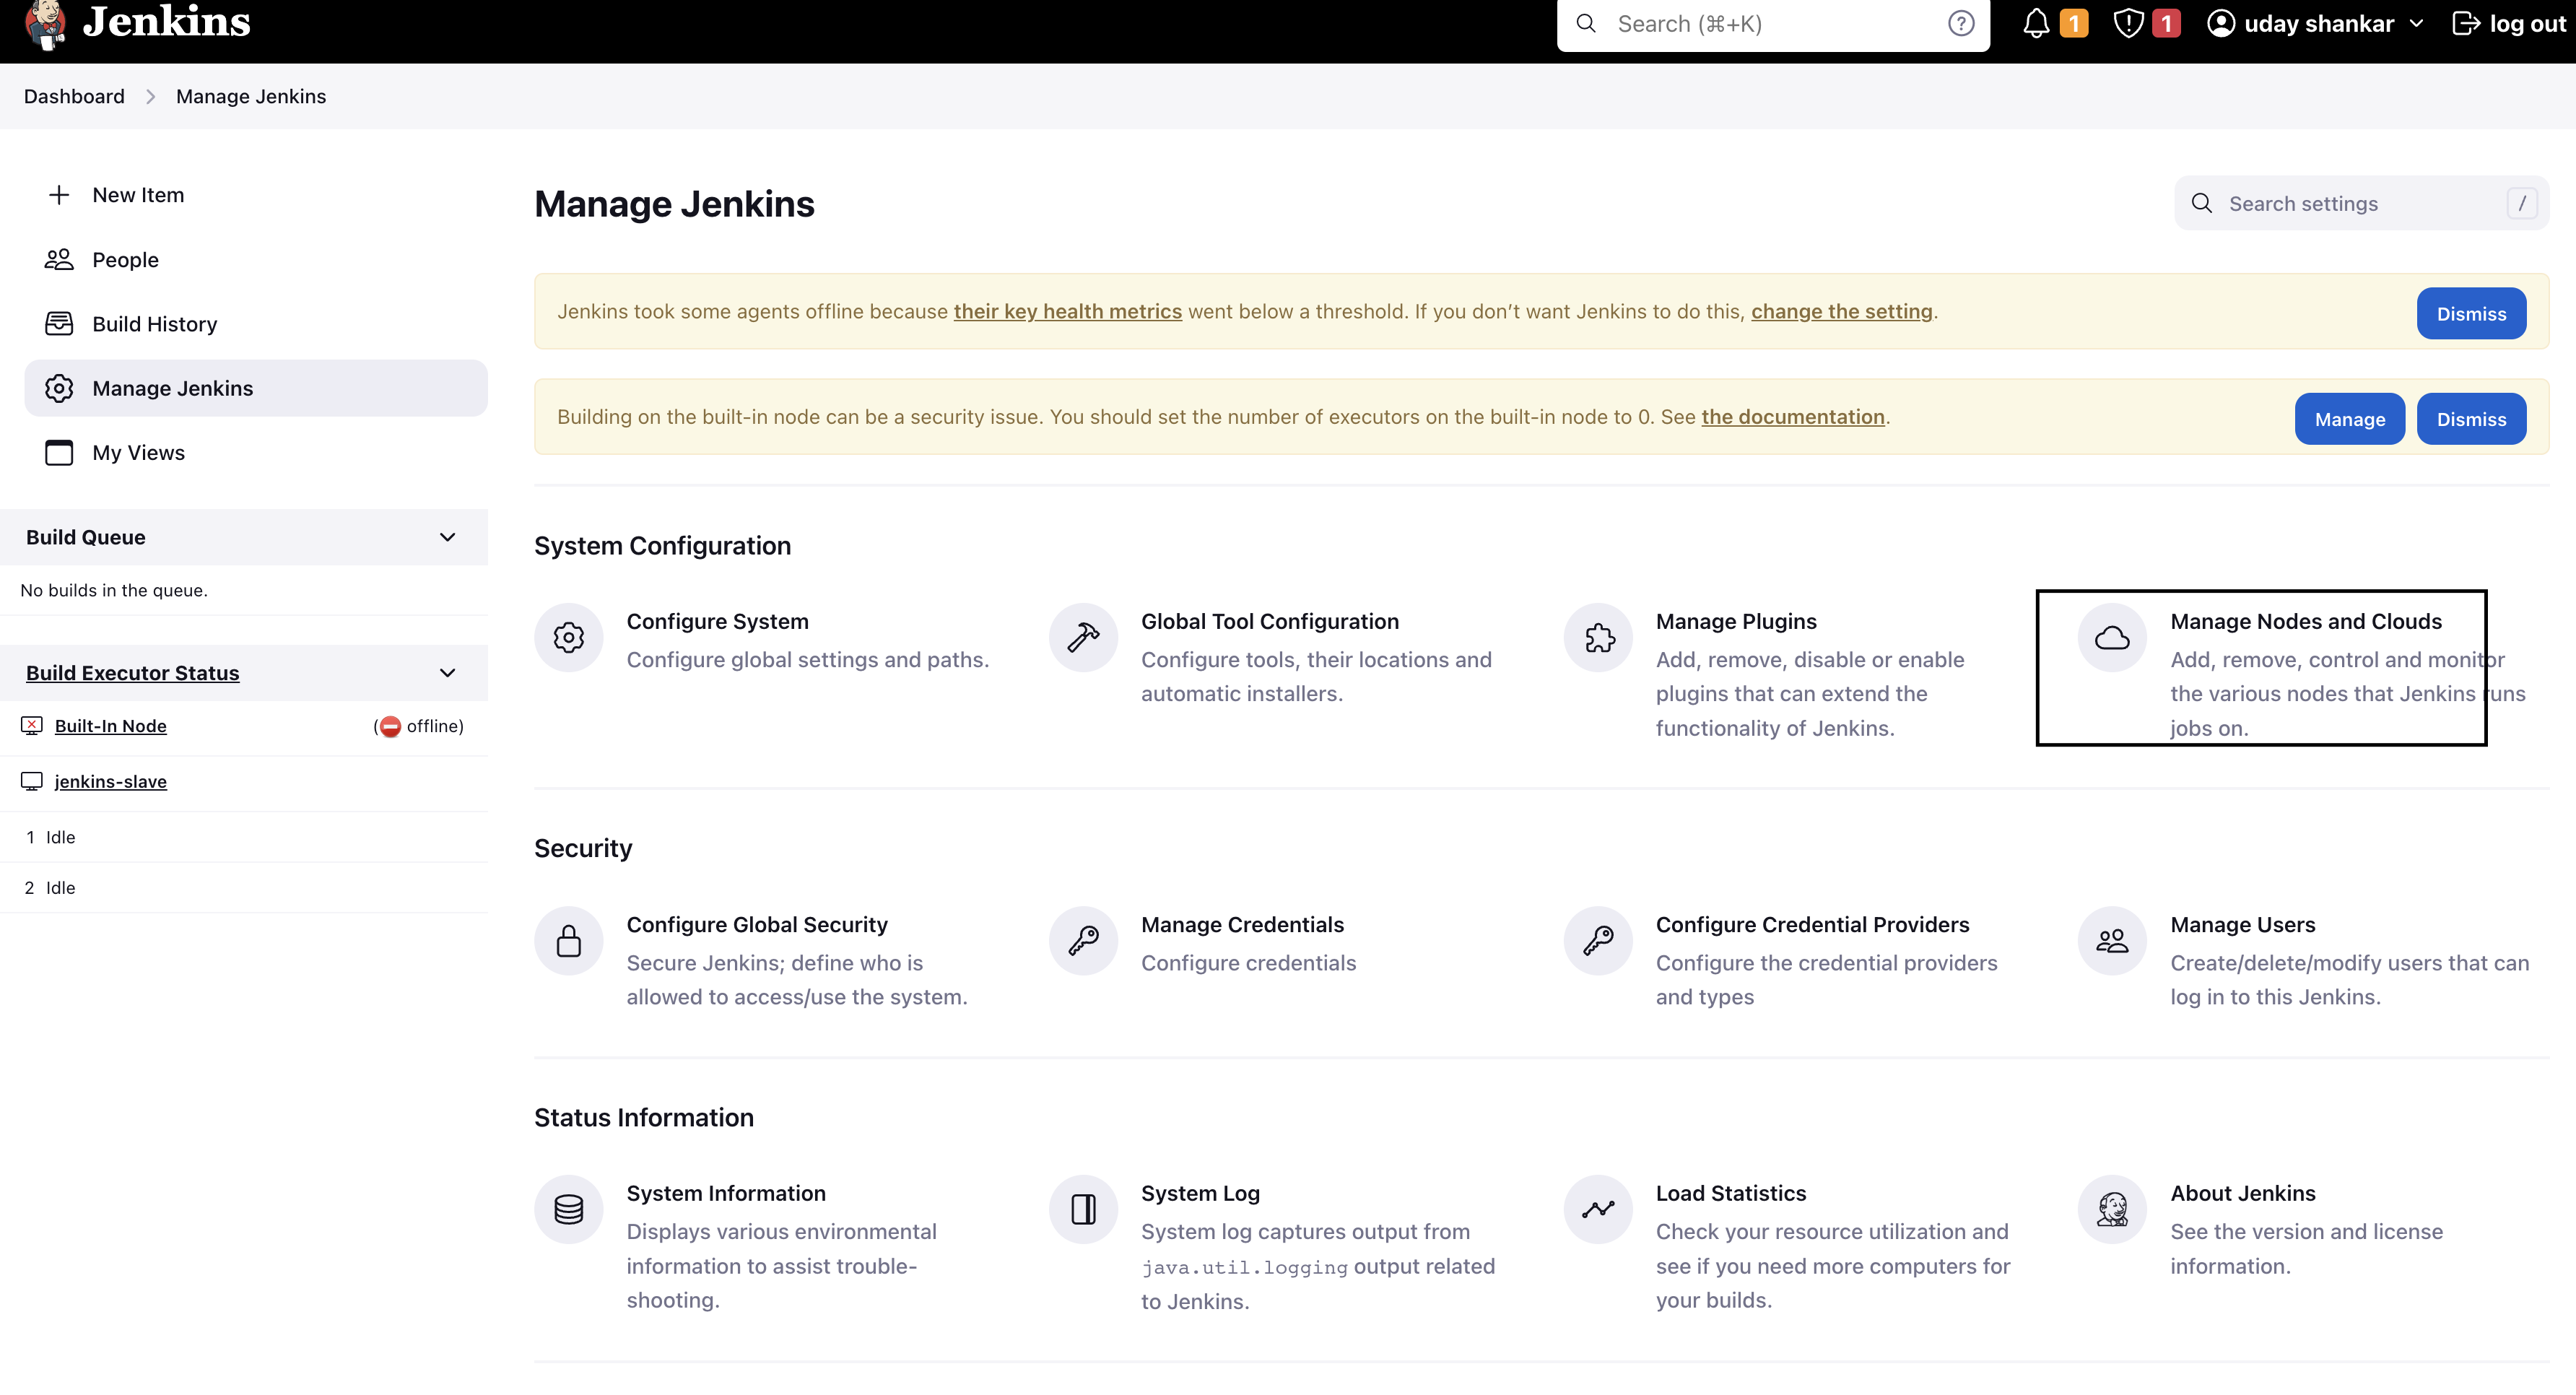 Jenkins
Search (⌘+K)
?
1
1
uday shankar
log out
Dashboard
Manage Jenkins
New Item
People
Build History
Manage Jenkins
My Views
Build Queue
No builds in the queue.
Build Executor Status
Built-In Node
(offline)
jenkins-slave
1 Idle
2 Idle
Manage Jenkins
Search settings
/
Jenkins took some agents offline because their key health metrics went below a threshold. If you don’t want Jenkins to do this, change the setting.
Dismiss
Building on the built-in node can be a security issue. You should set the number of executors on the built-in node to 0. See the documentation.
Manage
Dismiss
System Configuration
Configure System
Configure global settings and paths.
Global Tool Configuration
Configure tools, their locations and
automatic installers.
Manage Plugins
Add, remove, disable or enable
plugins that can extend the
functionality of Jenkins.
Manage Nodes and Clouds
Add, remove, control and monitor
the various nodes that Jenkins runs
jobs on.
Security
Configure Global Security
Secure Jenkins; define who is
allowed to access/use the system.
Manage Credentials
Configure credentials
Configure Credential Providers
Configure the credential providers
and types
Manage Users
Create/delete/modify users that can
log in to this Jenkins.
Status Information
System Information
Displays various environmental
information to assist trouble-
shooting.
System Log
System log captures output from
java.util.logging output related
to Jenkins.
Load Statistics
Check your resource utilization and
see if you need more computers for
your builds.
About Jenkins
See the version and license
information.